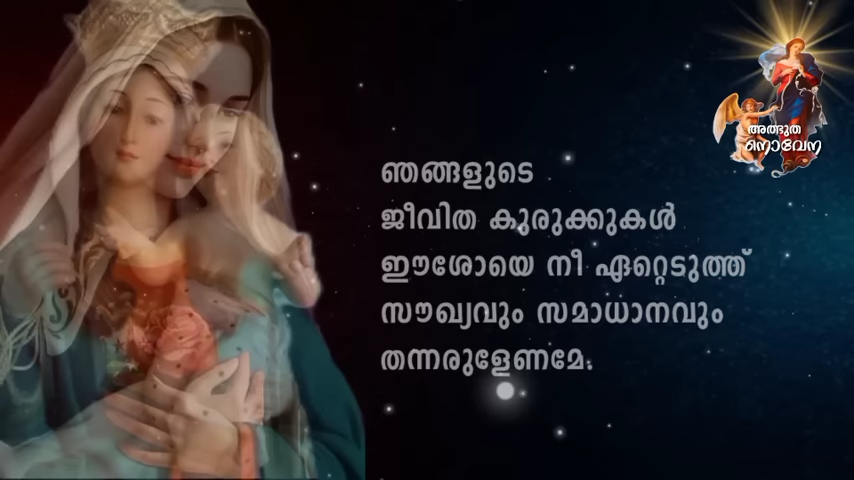 അത്ഭുത
നൊവേന
ഞങ്ങളുടെ
ജീവിത കുരുക്കുകൾ
ഈശോയെ നീ ഏറ്റെടുത്ത്
സൗഖ്യവും സമാധാനവും
തന്നരുളേണമേ.